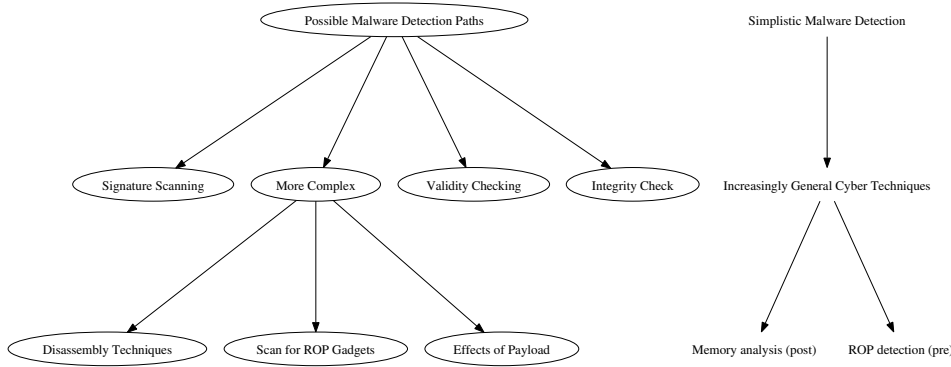 Possible Malware Detection Paths
Simplistic Malware Detection
Signature Scanning
More Complex
Validity Checking
Integrity Check
Increasingly General Cyber Techniques
Disassembly Techniques
Scan for ROP Gadgets
Effects of Payload
Memory analysis (post)
ROP detection (pre)